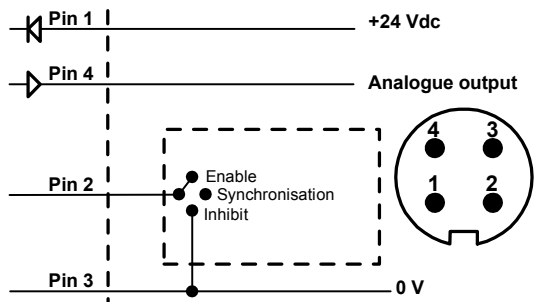 Pin 1
+24 Vdc
Pin 4
Analogue output
4 3
Enable
Pin 2
Synchronisation
1 2
Inhibit
Pin 3
0 V